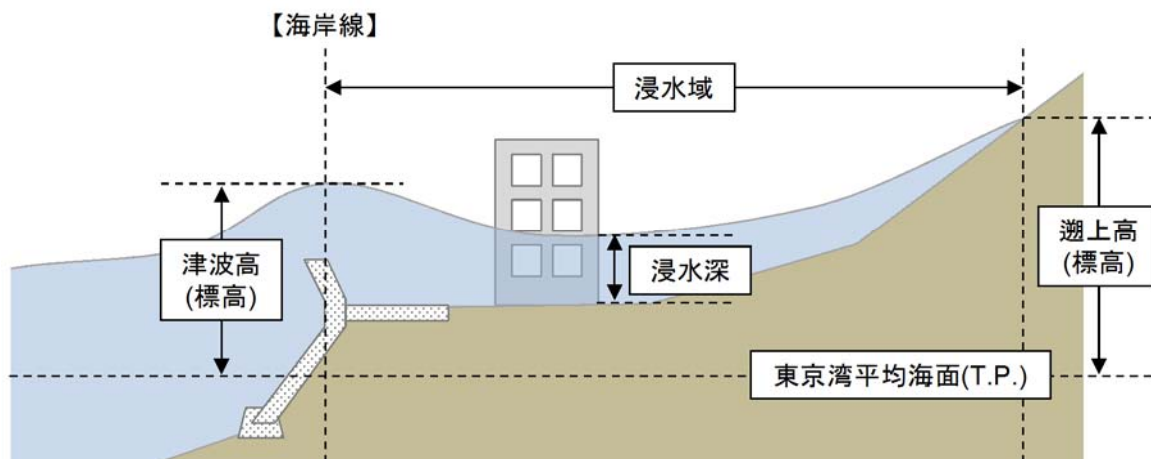 【海岸線】
浸水域
津波高
(標高)
浸水深
遡上高
(標高)
東京湾平均海面(T.P.)